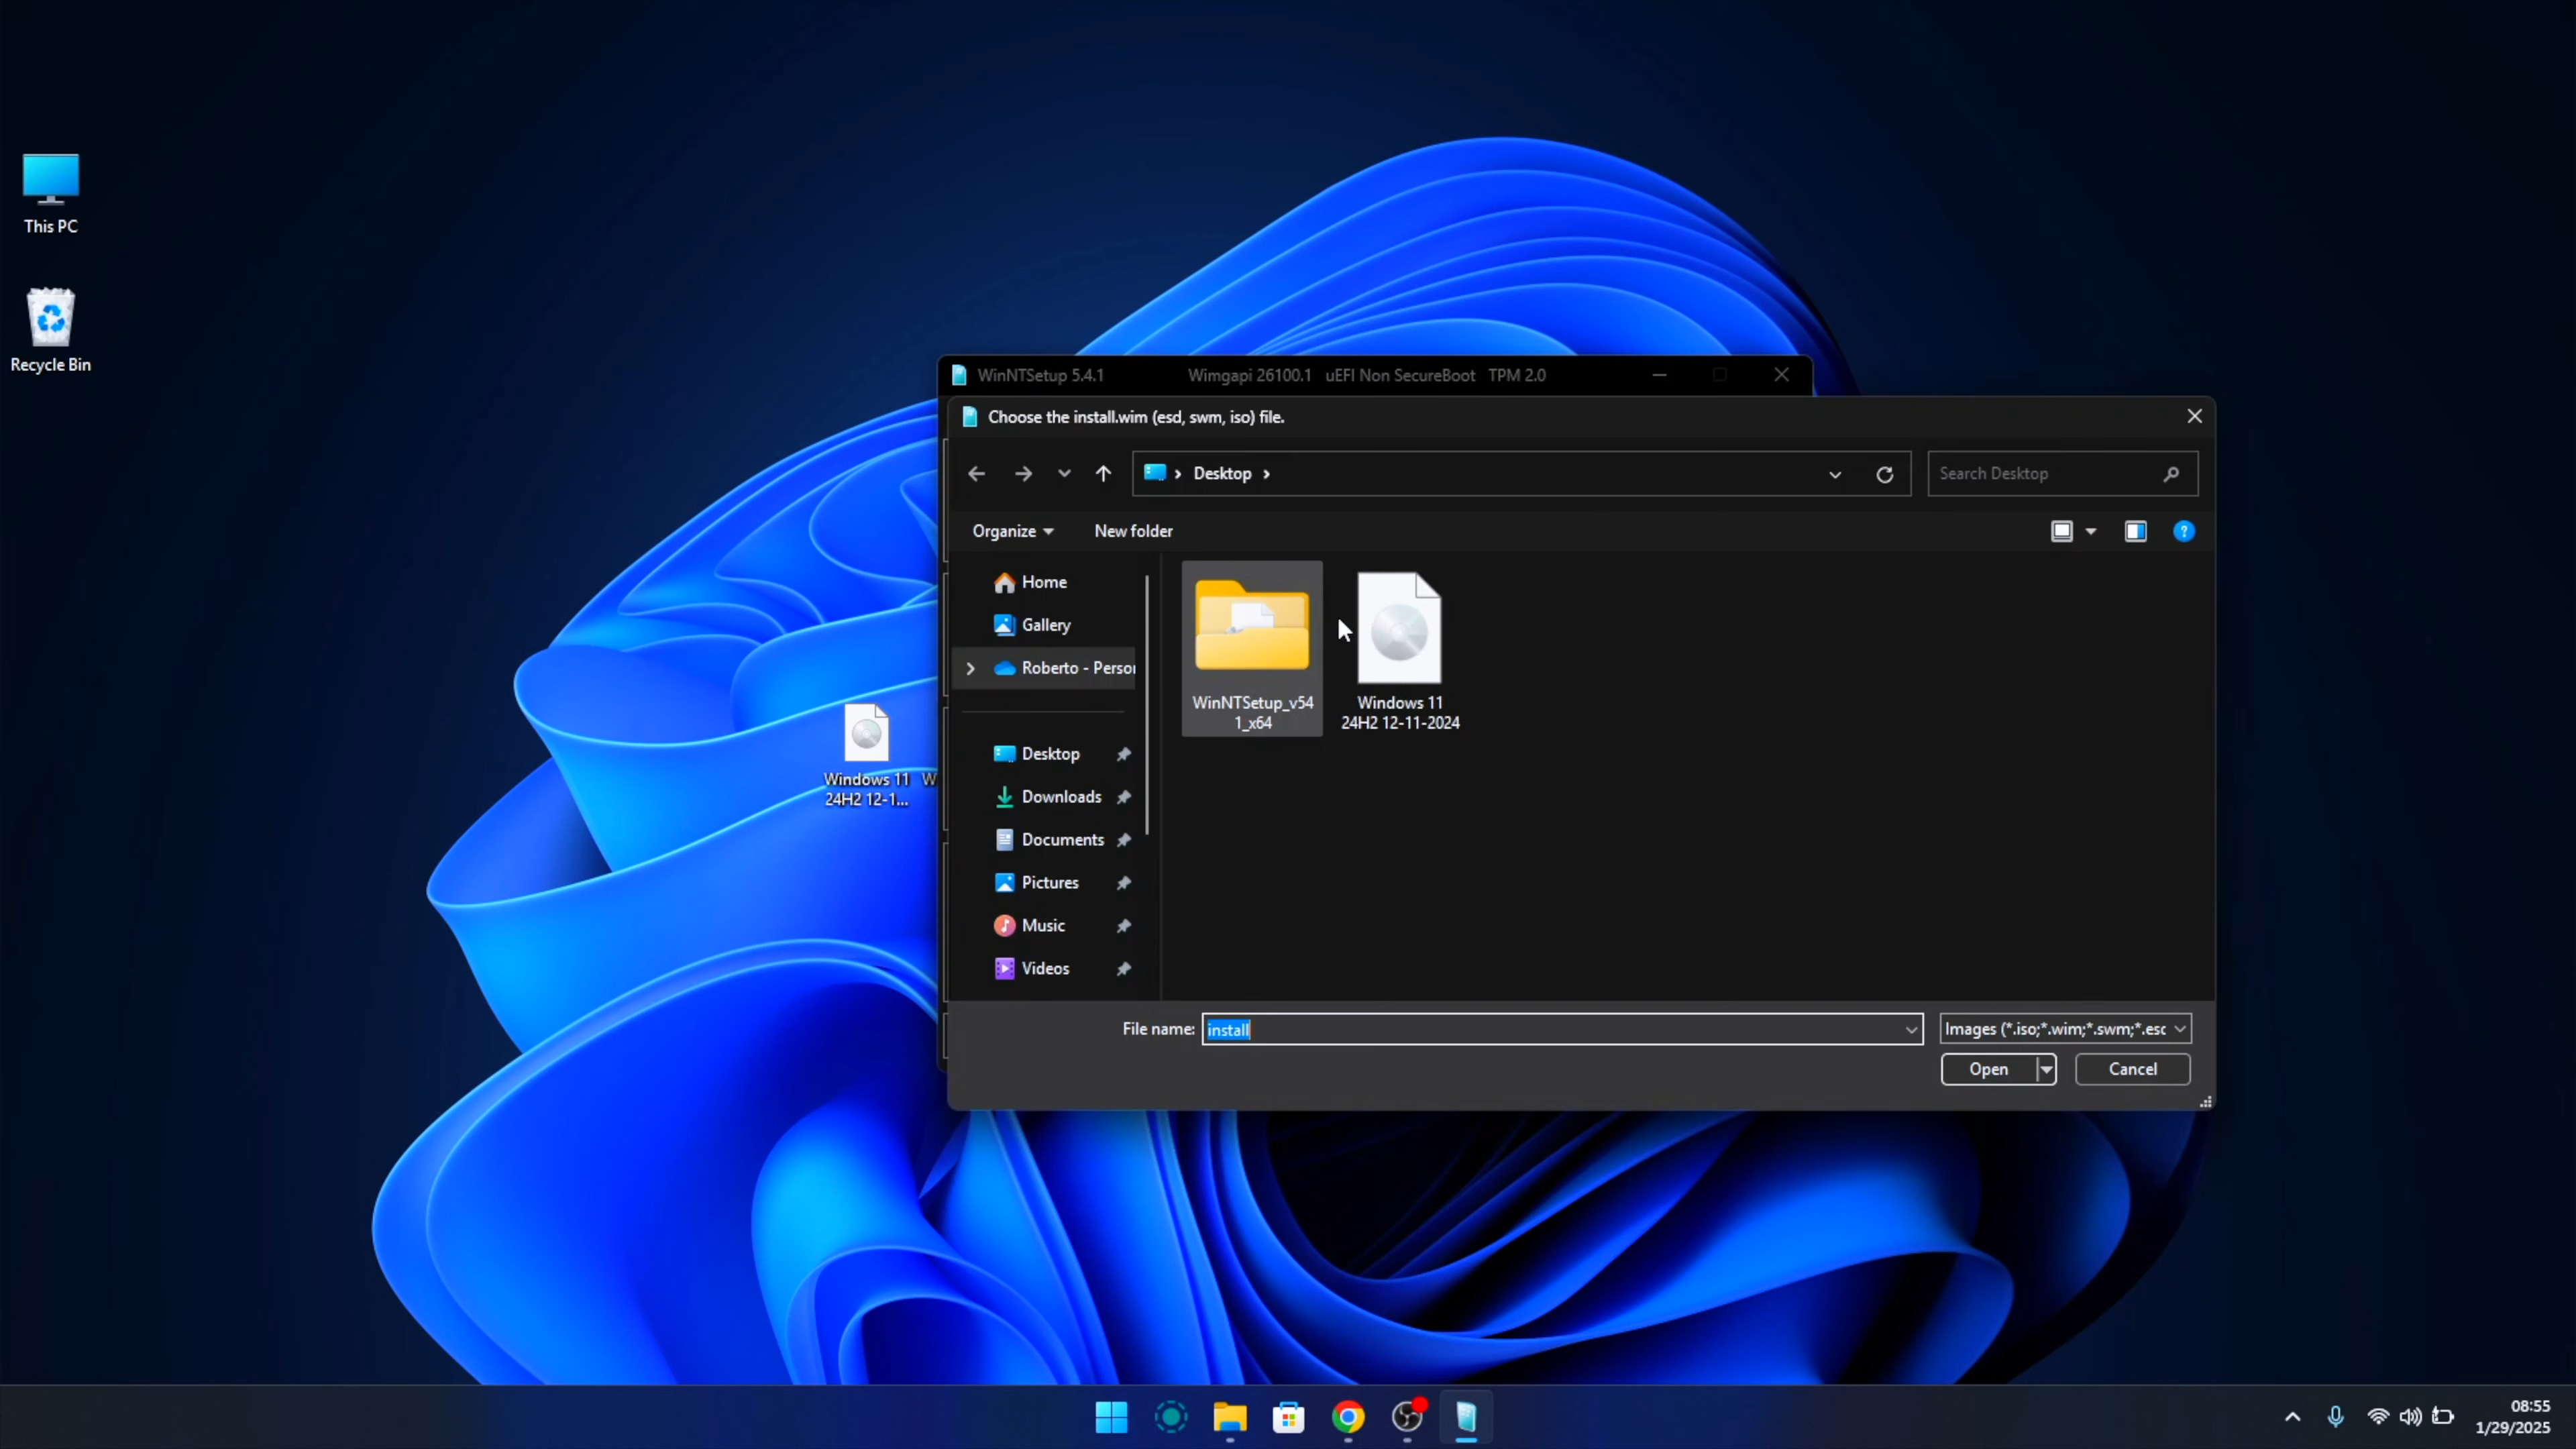 This PC
Recycle Bin
Windows 11
24H2 12-1...
W
WinNTSetup 5.4.1 Wimgapi 26100.1 uEFI Non SecureBoot TPM 2.0
Choose the install.wim (esd, swm, iso) file.
Desktop
Search Desktop
Organize
New folder
Home
Gallery
Roberto - Person
Desktop
Downloads
Documents
Pictures
Music
Videos
WinNTSetup_v54
1_x64
Windows 11
24H2 12-11-2024
File name: install
Images (*.iso;*.wim;*.swm;*.esc
Open
Cancel
08:55
1/29/2025